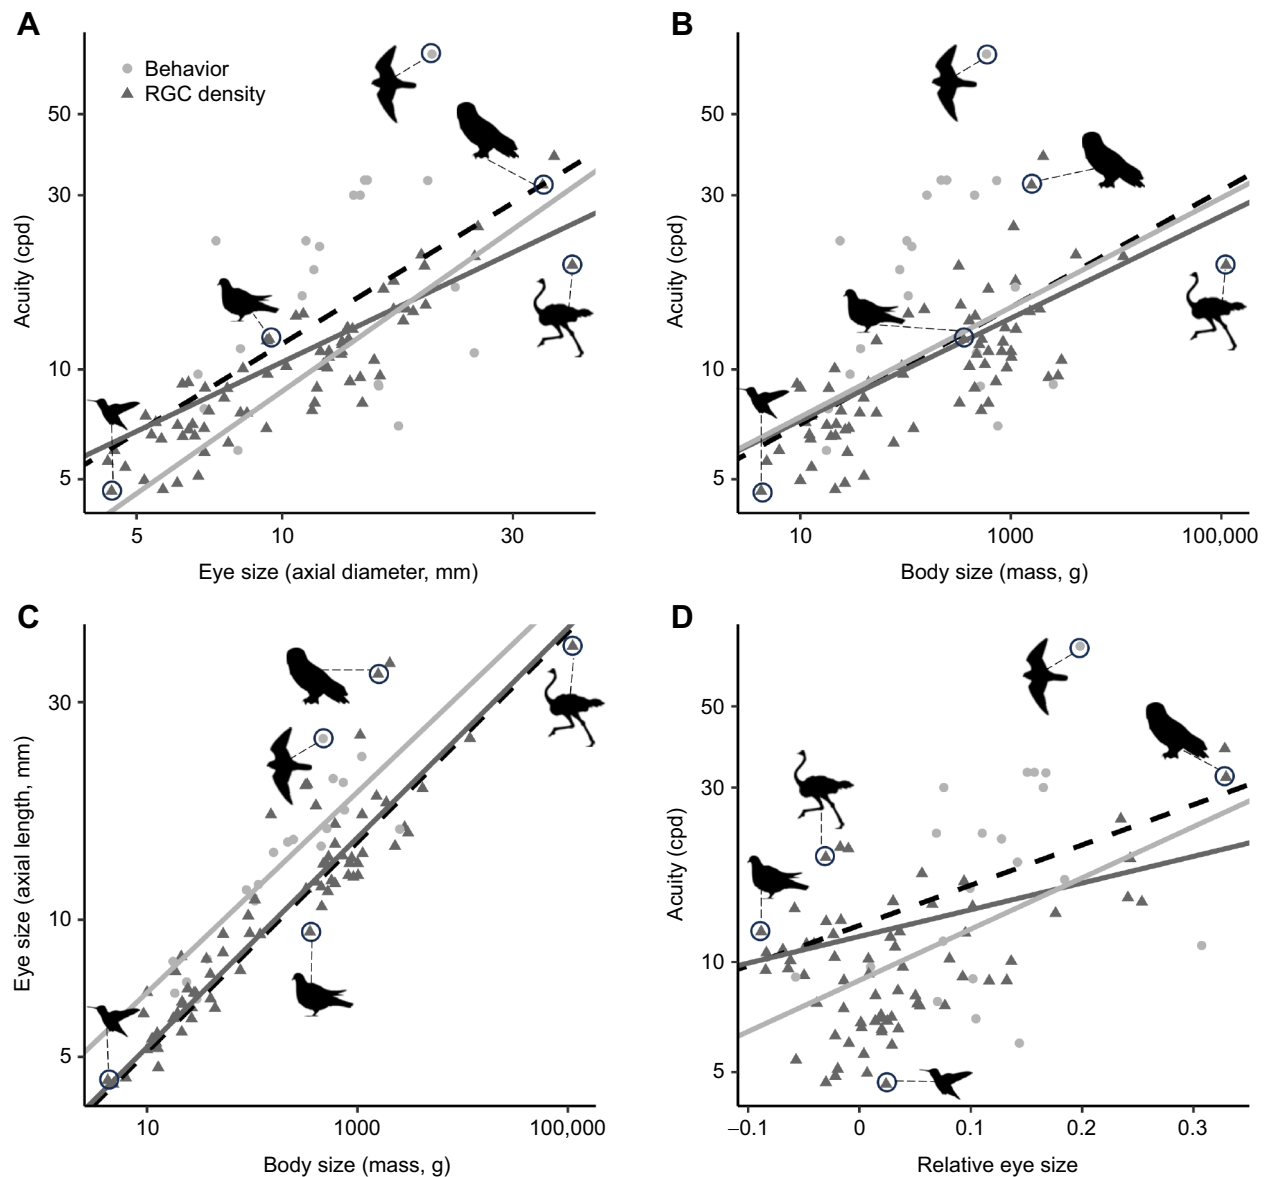 A
Behavior
RGC density
50
30
10
5
Acuity (cpd)
5
10
30
Eye size (axial diameter, mm)
B
50
30
10
5
Acuity (cpd)
10
1000
100,000
Body size (mass, g)
C
30
10
5
Eye size (axial length, mm)
10
1000
100,000
Body size (mass, g)
D
50
30
10
5
Acuity (cpd)
–0.1
0
0.1
0.2
0.3
Relative eye size